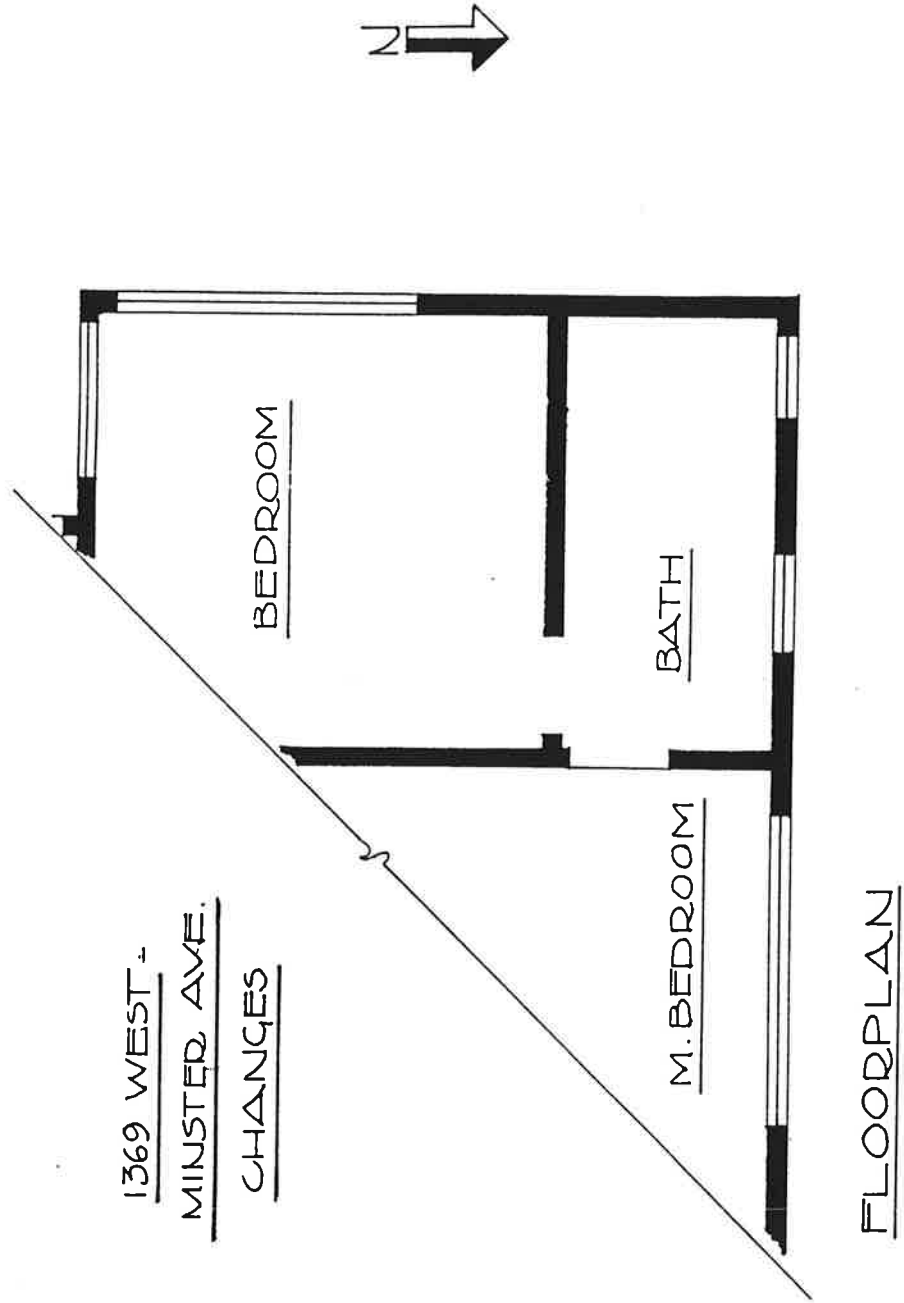 1369 WEST-
MINSTER AVE.
CHANGES
BEDROOM
BATH
M. BEDROOM
FLOORPLAN
N